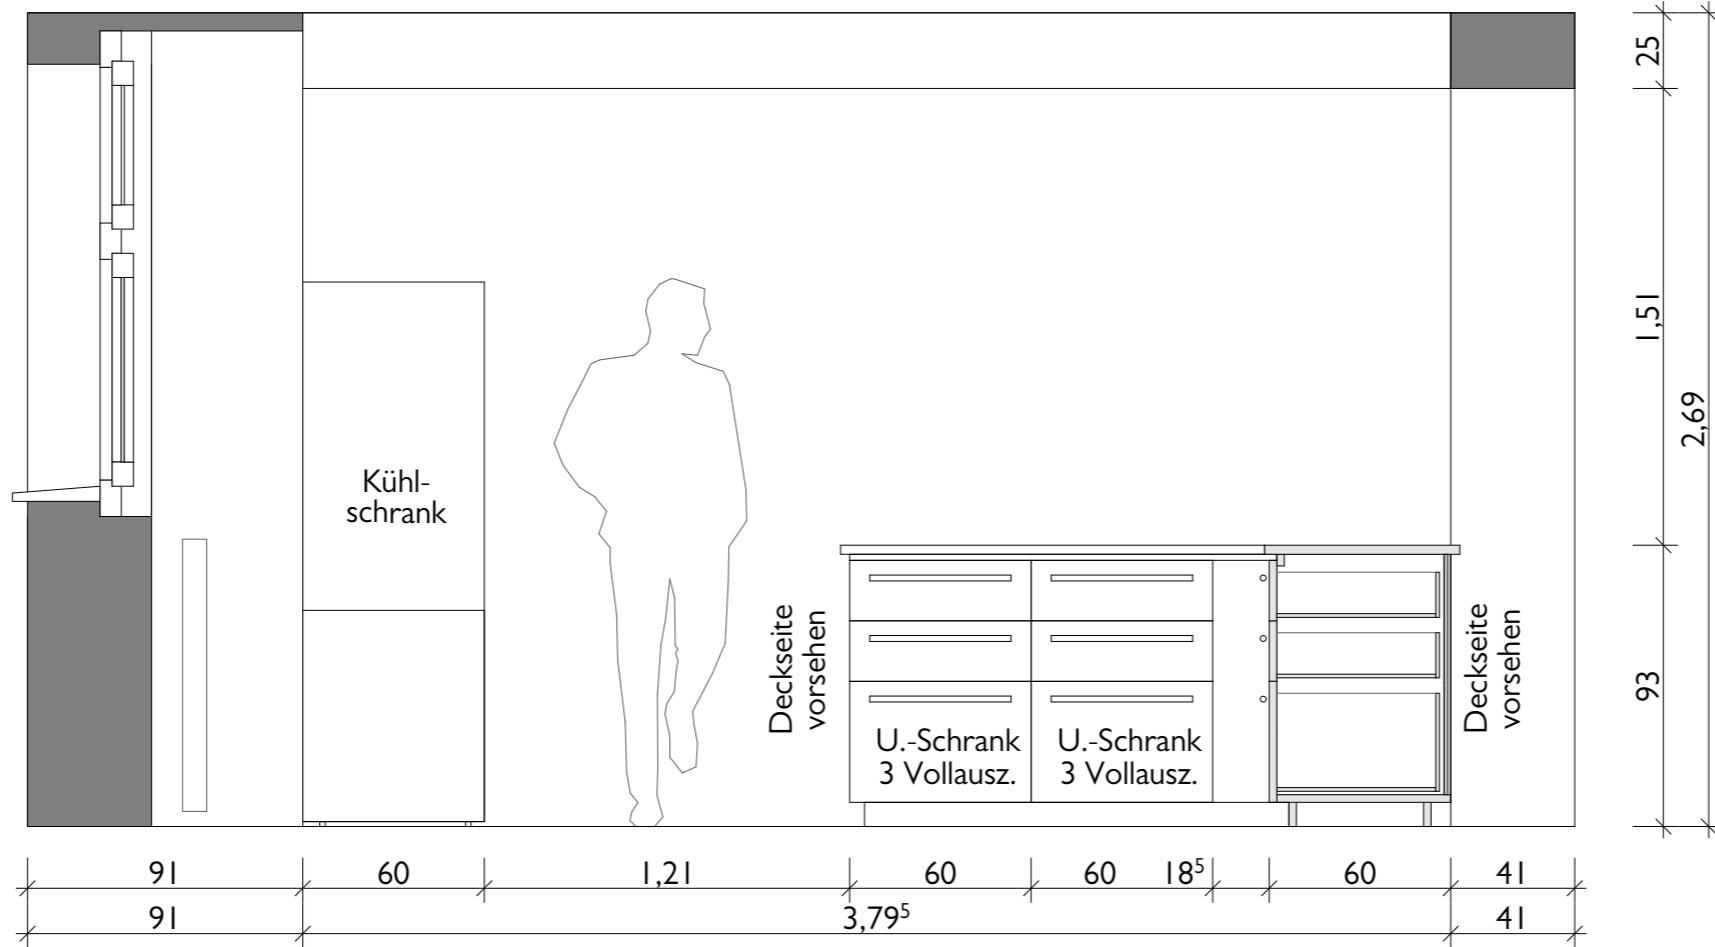 25
1,51
2,69
93
Kühl-
schrank
Deckseite
vorsehen
U.-Schrank
3 Vollausz.
U.-Schrank
3 Vollausz.
Deckseite
vorsehen
91 60 1,21 60 60 18⁵ 60 41
91 3,79⁵ 41